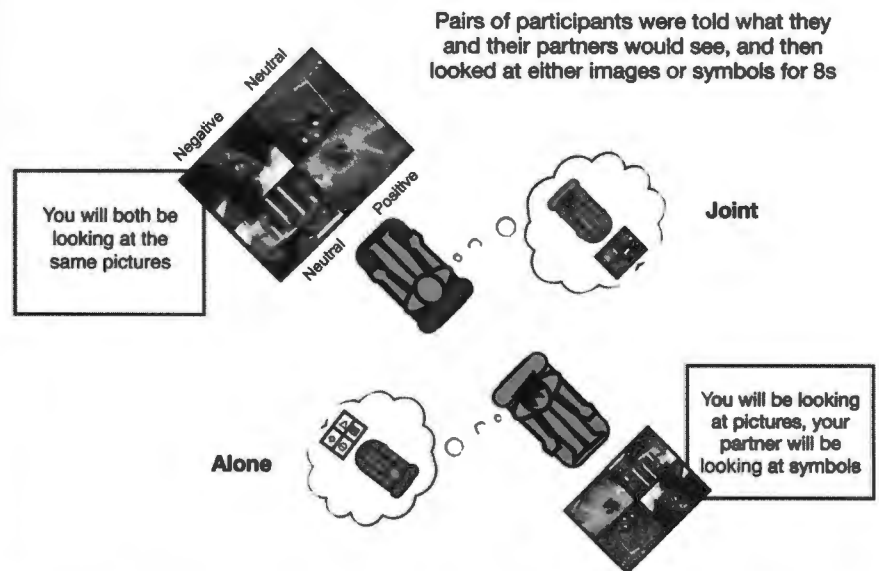 Pairs of participants were told what they
and their partners would see, and then
looked at either images or symbols for 8s
Neutral
Negative
Positive
Neutral
You will both be
looking at the
same pictures
Joint
Alone
You will be looking
at pictures, your
partner will be
looking at symbols